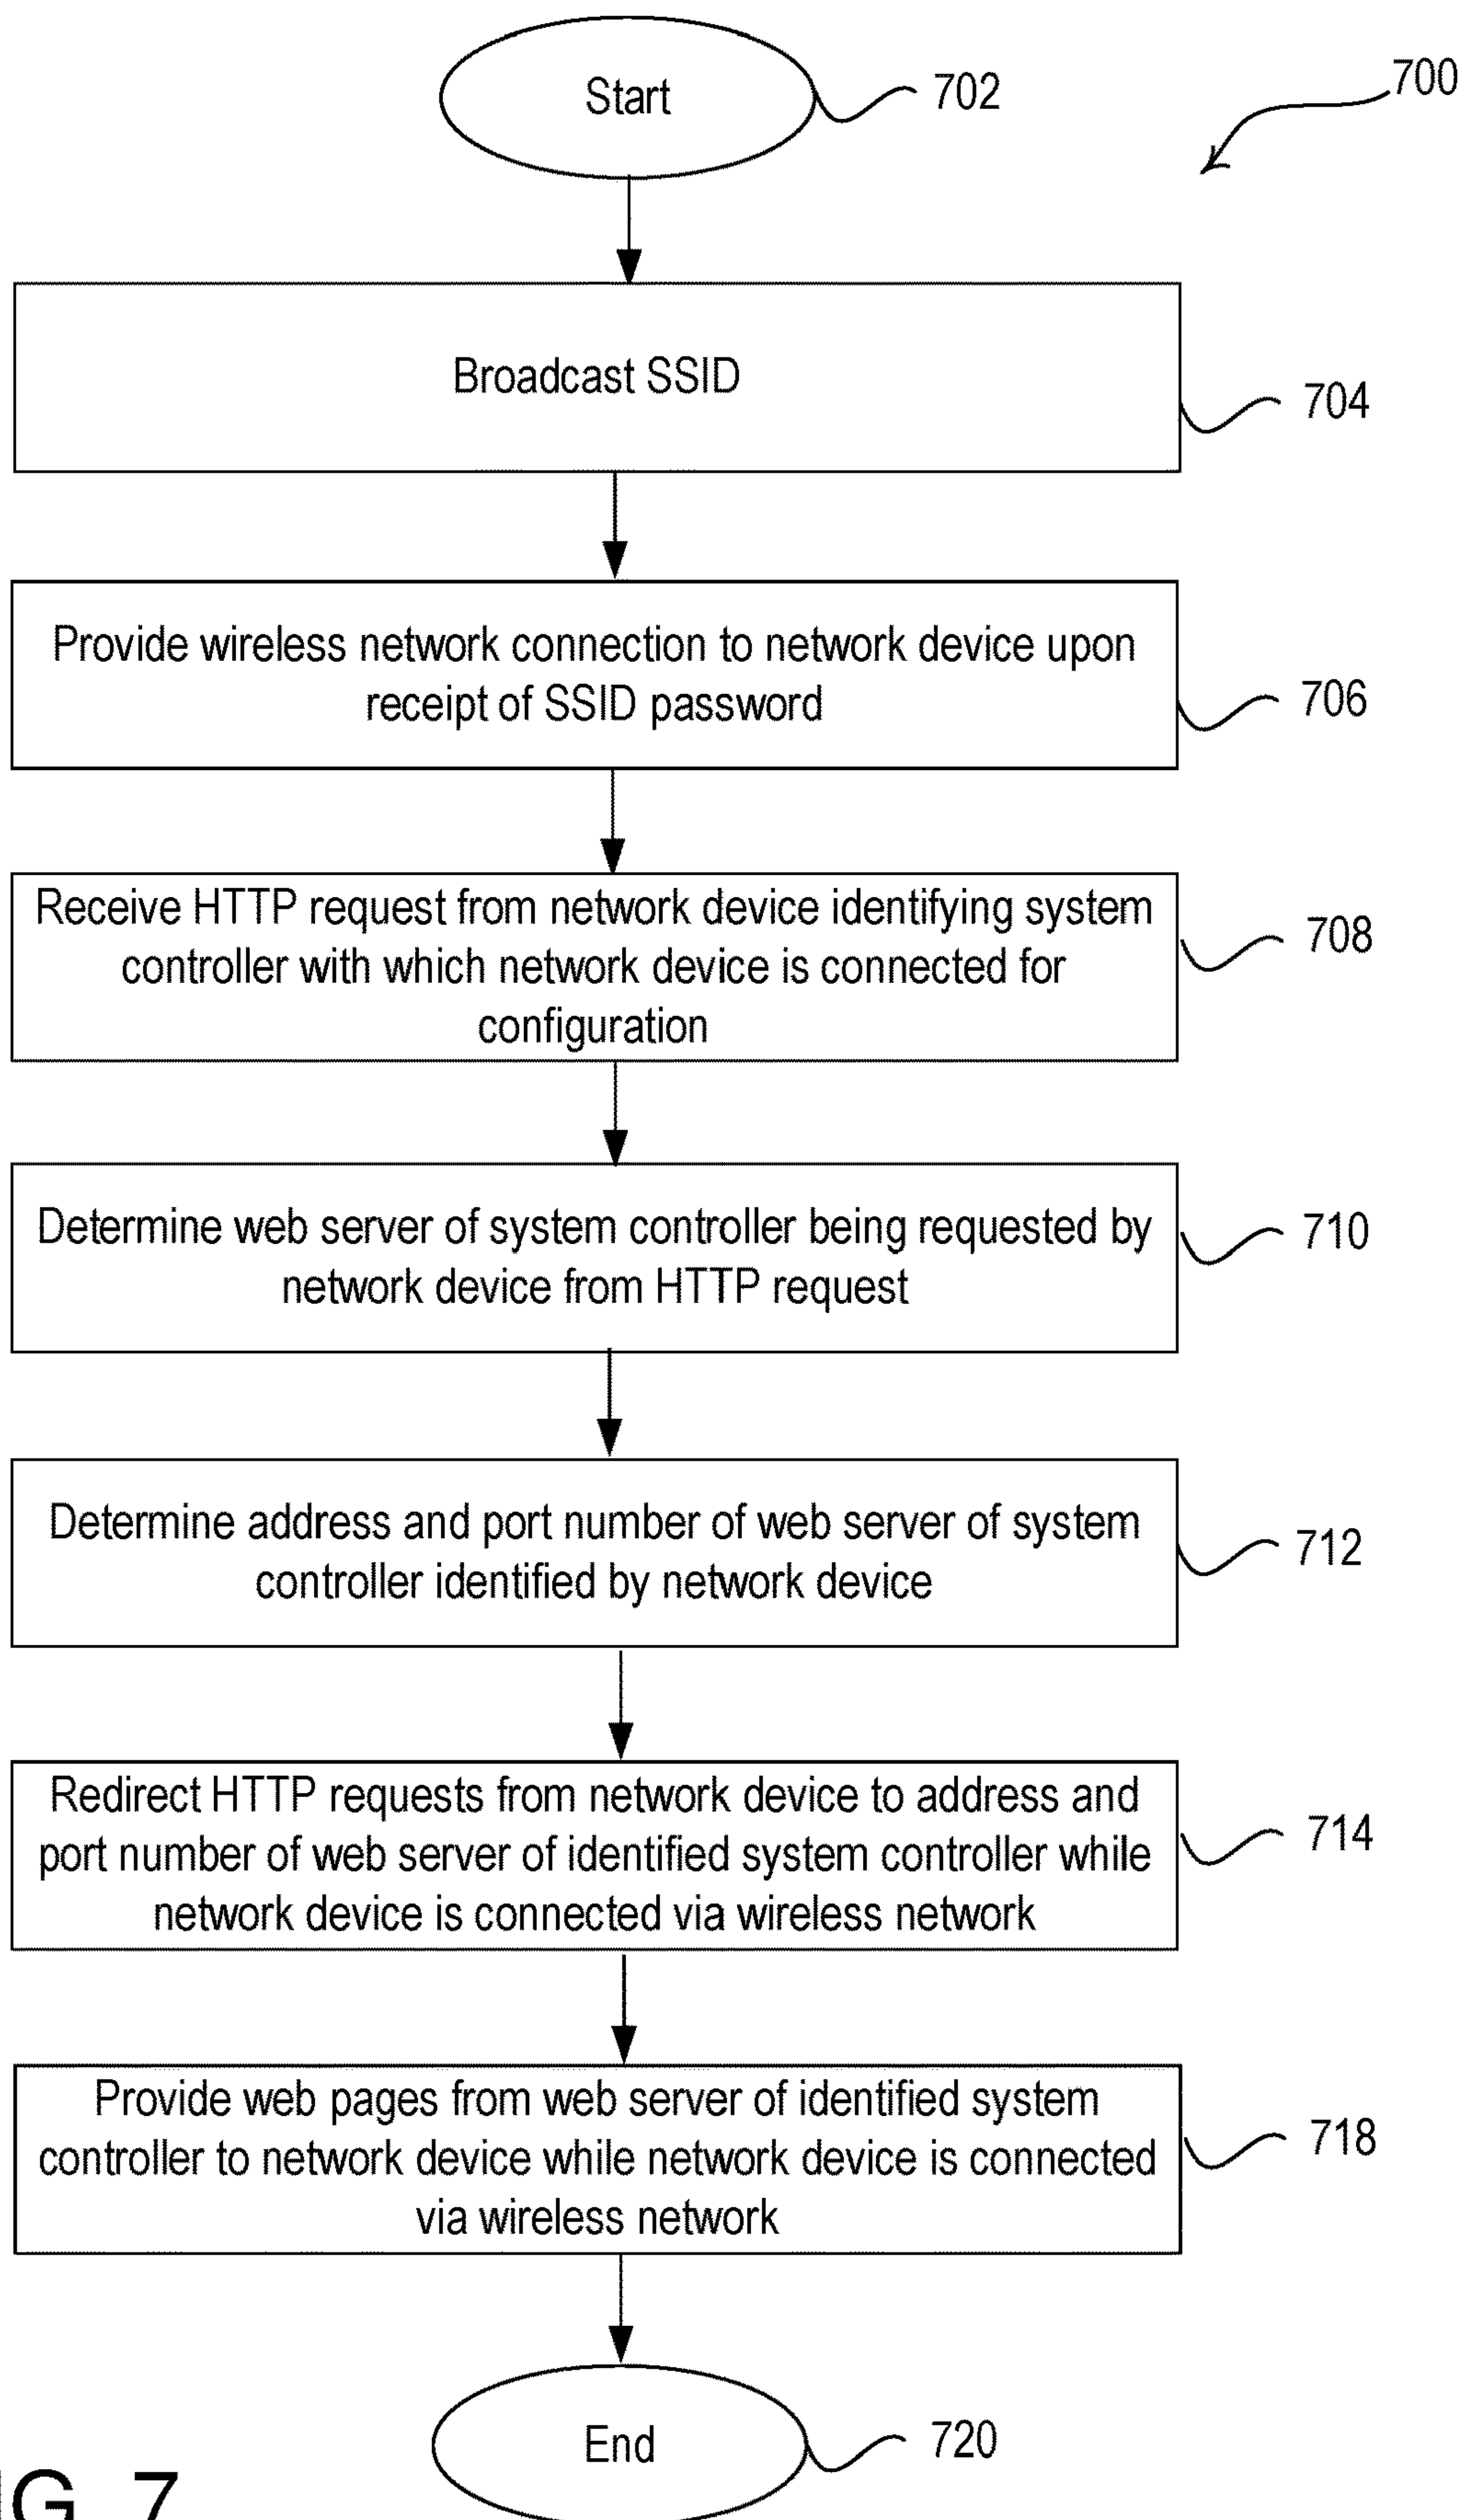 Start
702
700
Broadcast SSID
704
Provide wireless network connection to network device upon
receipt of SSID password
706
Receive HTTP request from network device identifying system
controller with which network device is connected for
configuration
708
Determine web server of system controller being requested by
network device from HTTP request
710
Determine address and port number of web server of system
controller identified by network device
712
Redirect HTTP requests from network device to address and
port number of web server of identified system controller while
network device is connected via wireless network
714
Provide web pages from web server of identified system
controller to network device while network device is connected
via wireless network
718
End
720
IG. 7